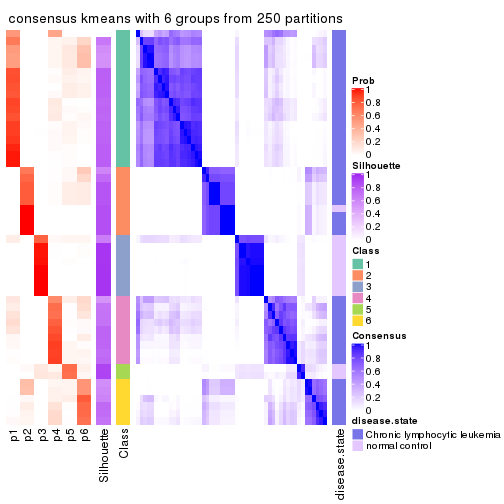 consensus kmeans with 6 groups from 250 partitions
Prob
1
0.8
0.6
0.4
0.2
0
Silhouette
1
0.8
0.6
0.4
0.2
0
Class
1
2
3
4
5
6
Consensus
1
0.8
0.6
0.4
0.2
0
disease.state
Chronic lymphocytic leukemia
normal control
p1
p2
p3
p4
p5
p6
Silhouette
Class
disease.state